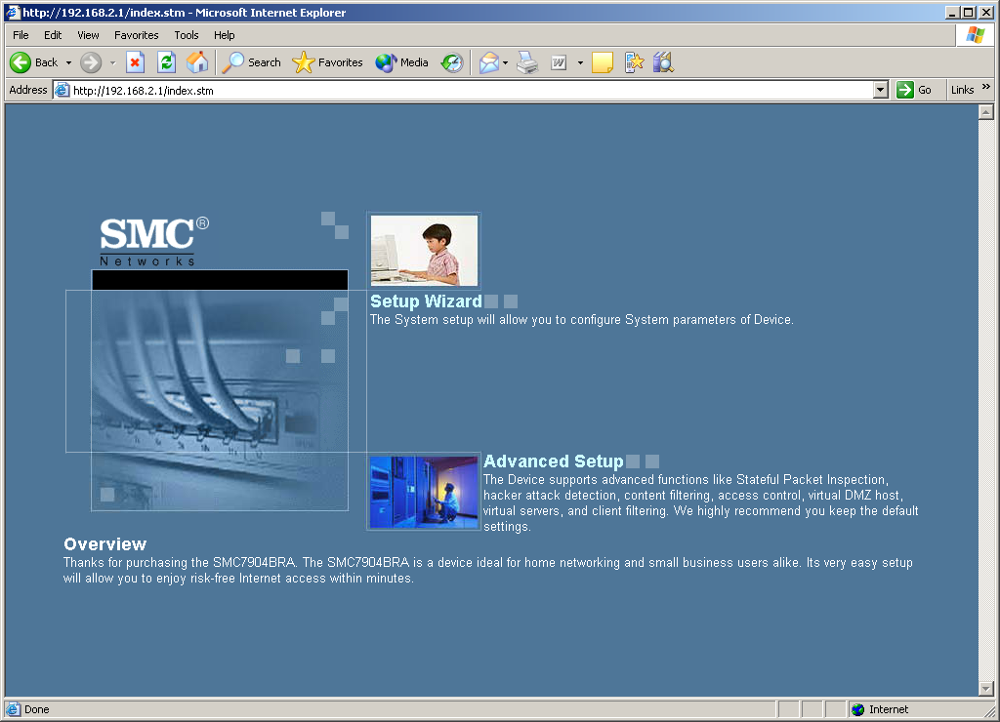 http://192.168.2.1/index.stm - Microsoft Internet Explorer
File Edit View Favorites Tools Help
Back Search Favorites Media
Address http://192.168.2.1/index.stm Go Links »
SMC®
Networks
Setup Wizard
The System setup will allow you to configure System parameters of Device.
Advanced Setup
The Device supports advanced functions like Stateful Packet Inspection,
hacker attack detection, content filtering, access control, virtual DMZ host,
virtual servers, and client filtering. We highly recommend you keep the default
settings.
Overview
Thanks for purchasing the SMC7904BRA. The SMC7904BRA is a device ideal for home networking and small business users alike. Its very easy setup
will allow you to enjoy risk-free Internet access within minutes.
Done Internet